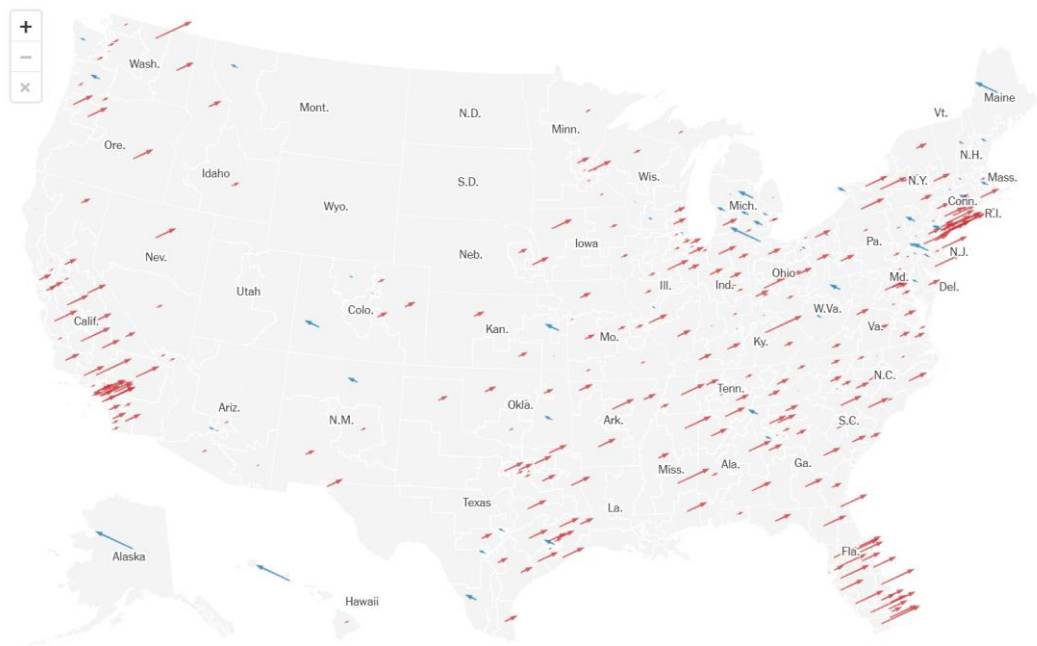 +
−
×
Wash.
Mont.
N.D.
Minn.
Ore.
Idaho
Wyo.
S.D.
Wis.
Mich.
N.Y.
Vt.
Maine
N.H.
Mass.
Conn.
R.I.
Nev.
Utah
Colo.
Neb.
Iowa
Ill.
Ind.
Ohio
Pa.
N.J.
Md.
Del.
Calif.
Kan.
Mo.
Ky.
W.Va.
Va.
Ariz.
N.M.
Okla.
Ark.
Tenn.
N.C.
S.C.
Texas
La.
Miss.
Ala.
Ga.
Fla.
Alaska
Hawaii